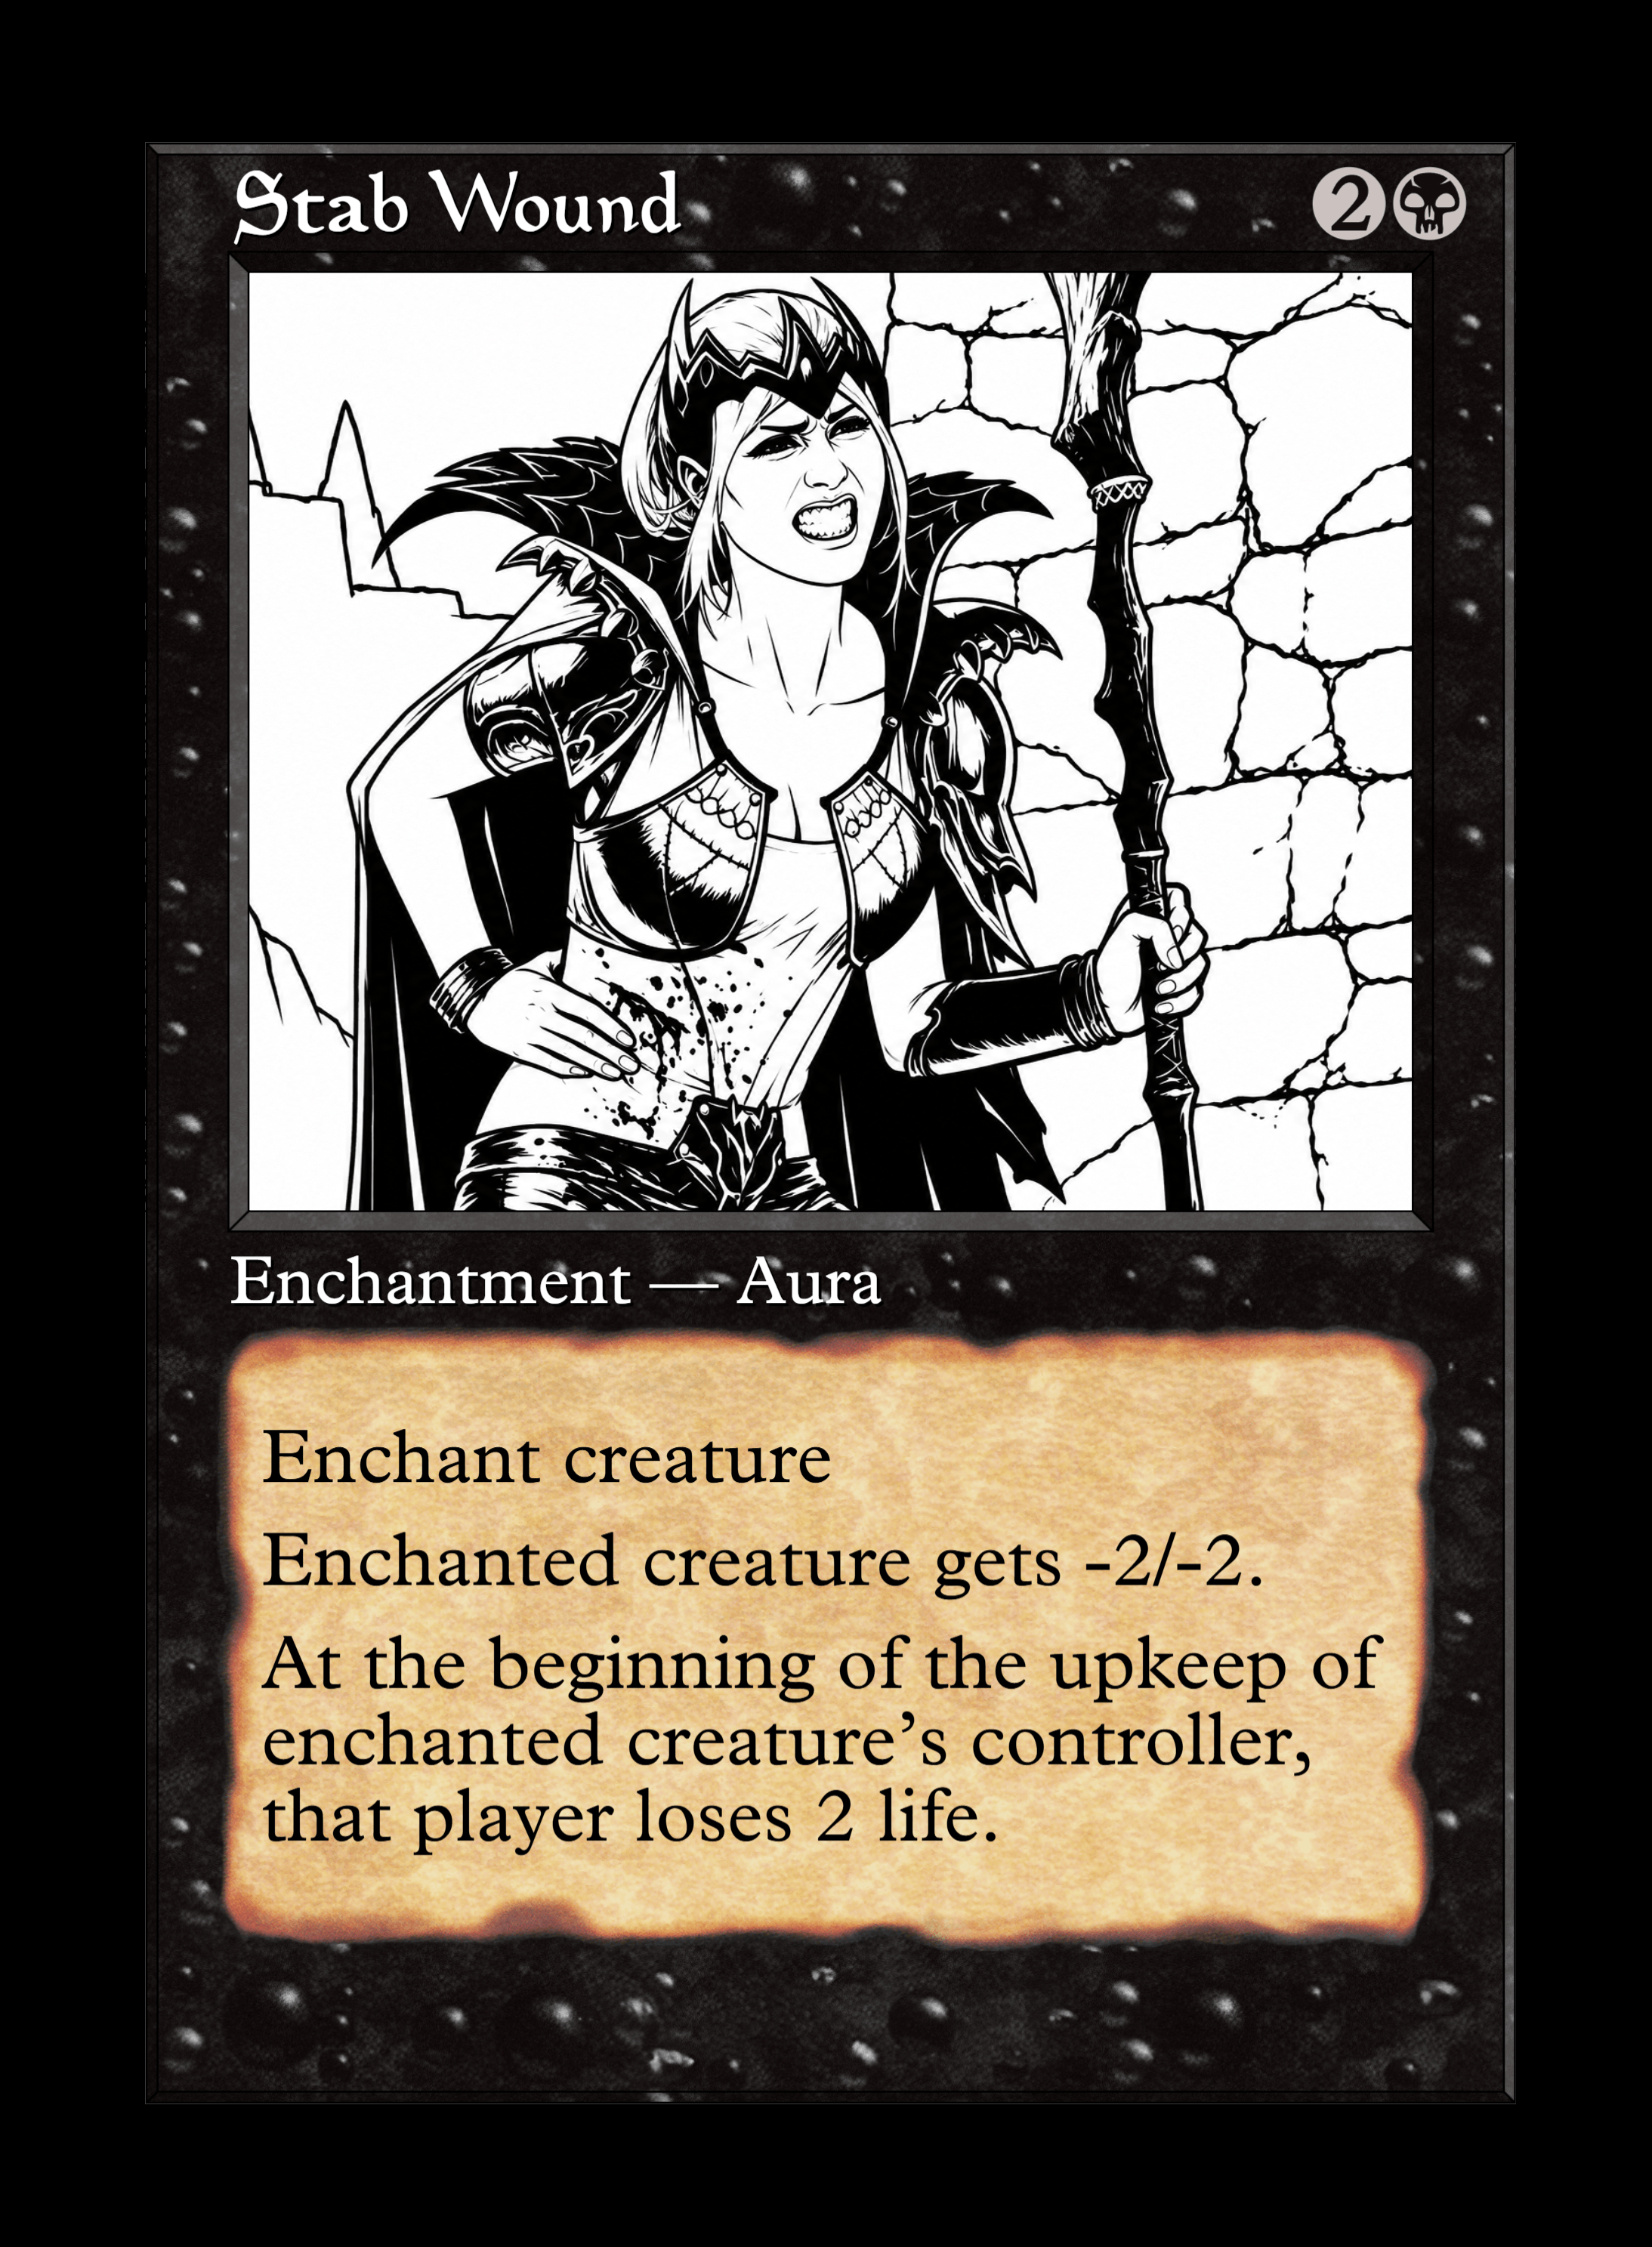 Stab Wound 2
Enchantment — Aura
Enchant creature
Enchanted creature gets -2/-2.
At the beginning of the upkeep of
enchanted creature’s controller,
that player loses 2 life.